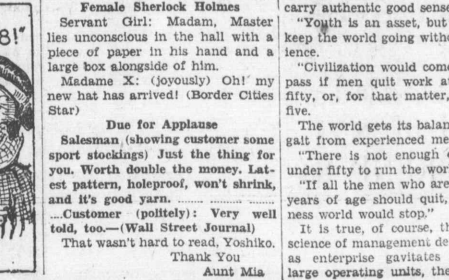 8!"
Female Sherlock Holmes
Servant Girl: Madam, Master
lies unconscious in the hall with a
piece of paper in his hand and a
large box alongside of him.
Madame X: (joyously) Oh! my
new hat has arrived! (Border Cities
Star)
Due for Applause
Salesman (showing customer some
sport stockings) Just the thing for
you. Worth double the money. Lat-
est pattern, holeproof, won't shrink,
and it's good yarn. ......... ......... .........
....Customer (politely): Very well
told, too.—(Wall Street Journal)
That wasn't hard to read, Yoshiko.
Thank You
Aunt Mia
carry authentic good sense
"Youth is an asset, but
keep the world going witho
ience.
"Civilization would come
pass if men quit work a
fifty, or, for that matter,
five.
The world gets its balan
gait from experienced me
"There is not enough
under fifty to run the wor
"If all the men who are
years of age should quit,
ness world would stop."
It is true, of course, th
science of management de
as enterprise gavitates
large operating units, the